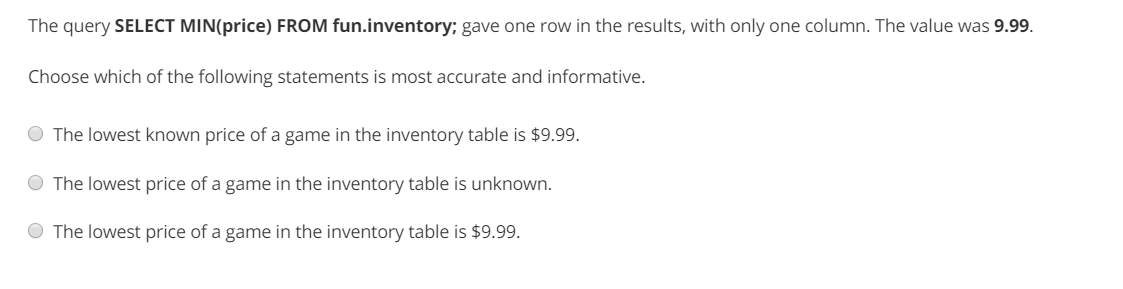 The query SELECT MIN(price) FROM fun.inventory; gave one row in the results, with only one column. The value was 9.99.
Choose which of the following statements is most accurate and informative.
The lowest known price of a game in the inventory table is $9.99.
The lowest price of a game in the inventory table is unknown.
The lowest price of a game in the inventory table is $9.99.